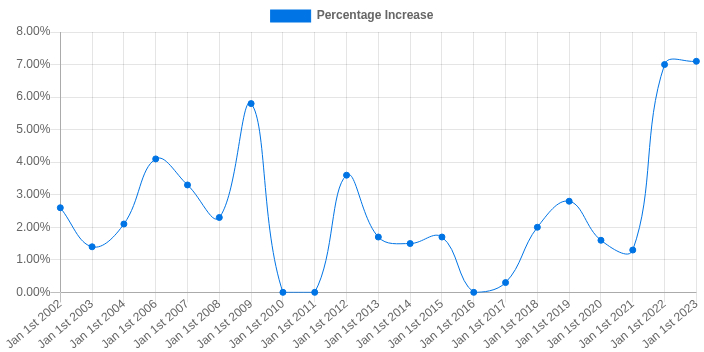 Percentage Increase
8.00%
7.00%
6.00%
5.00%
4.00%
3.00%
2.00%
1.00%
0.00%
Jan 1st 2002
Jan 1st 2003
Jan 1st 2004
Jan 1st 2006
Jan 1st 2007
Jan 1st 2008
Jan 1st 2009
Jan 1st 2010
Jan 1st 2011
Jan 1st 2012
Jan 1st 2013
Jan 1st 2014
Jan 1st 2015
Jan 1st 2016
Jan 1st 2017
Jan 1st 2018
Jan 1st 2019
Jan 1st 2020
Jan 1st 2021
Jan 1st 2022
Jan 1st 2023